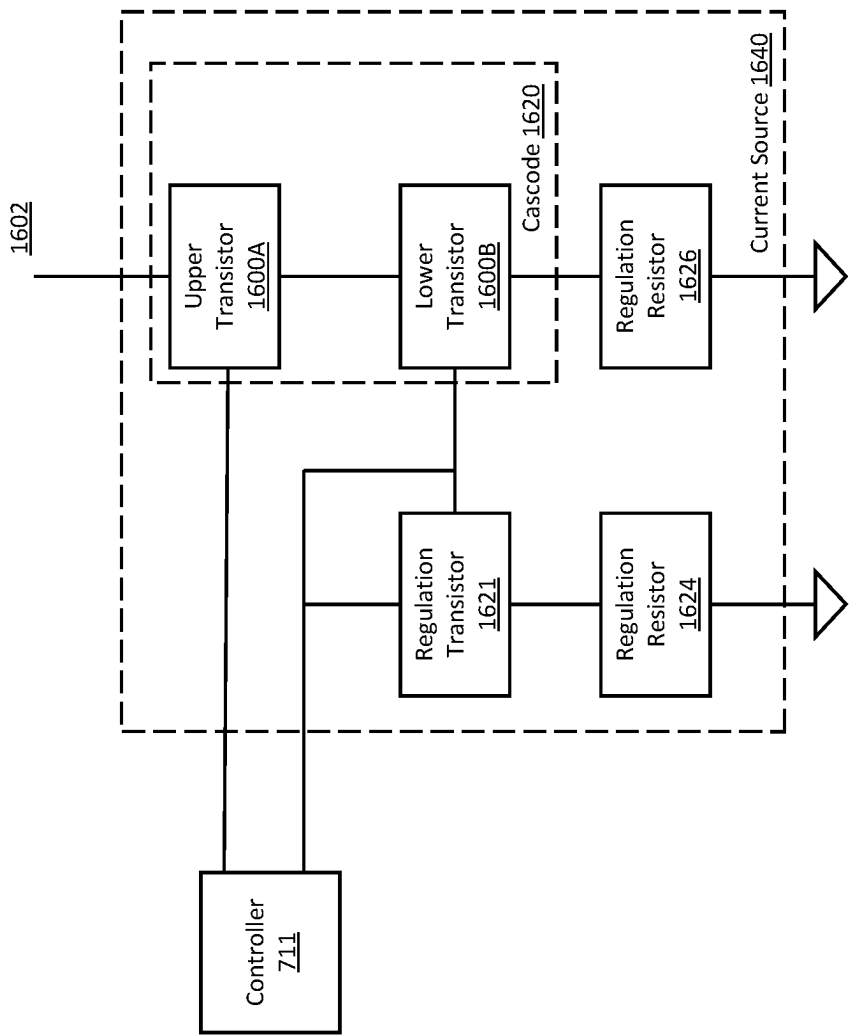 1602
Upper
Transistor
1600A
Lower
Transistor
1600B
Cascode 1620
Regulation
Resistor
1626
Current Source 1640
Regulation
Transistor
1621
Regulation
Resistor
1624
Controller
711